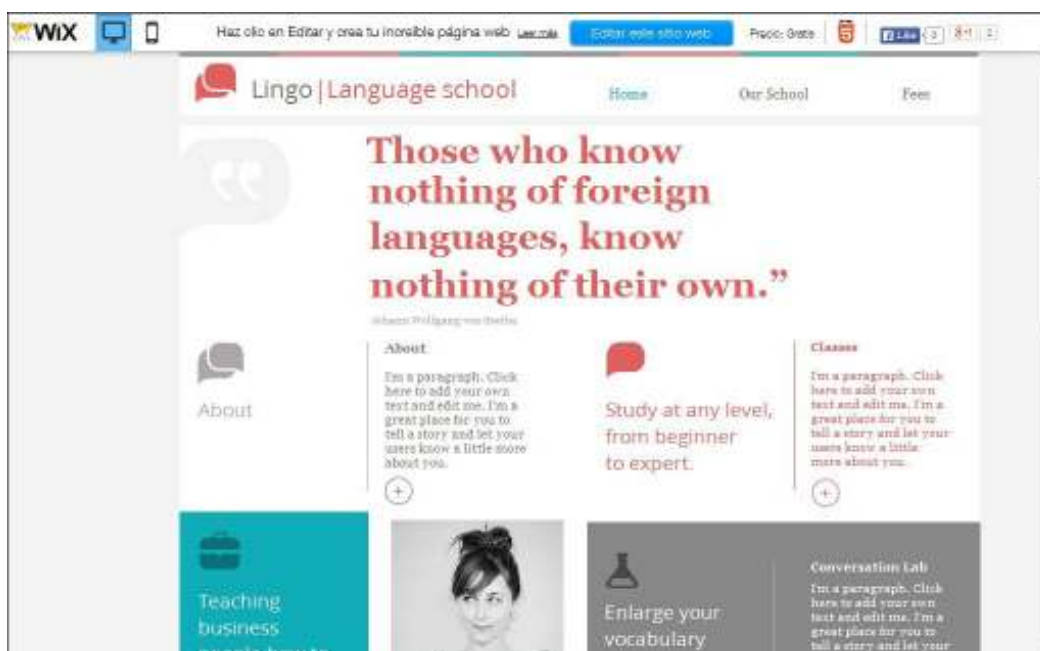 WiX
Haz clic en Editar y crea tu increíble página web Leer más
Editar este sitio web
Precio: Gratis
Like
Lingo|Language school
Home
Our School
Fees
Those who know
nothing of foreign
languages, know
nothing of their own.”
Johann Wolfgang von Goethe
About
About
I'm a paragraph. Click
here to add your own
text and edit me. I'm a
great place for you to
tell a story and let your
users know a little more
about you.
Study at any level,
from beginner
to expert.
Classes
I'm a paragraph. Click
here to add your own
text and edit me. I'm a
great place for you to
tell a story and let your
users know a little
more about you.
Teaching
business
people how to
Enlarge your
vocabulary
Conversation Lab
I'm a paragraph. Click
here to add your own
text and edit me. I'm a
great place for you to
tell a story and let your